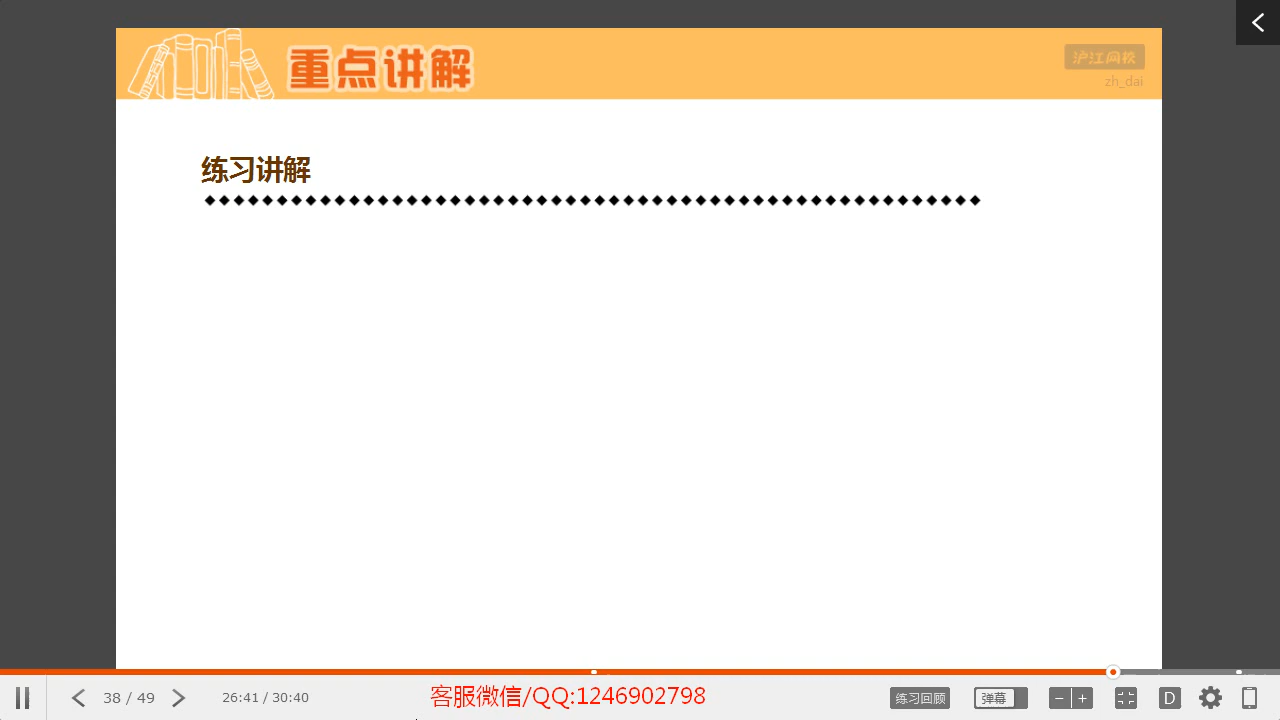 重点讲解
沪江网校
zh_dai
练习讲解
38 / 49
26:41 / 30:40
客服微信/QQ:1246902798
练习回顾
弹幕
D